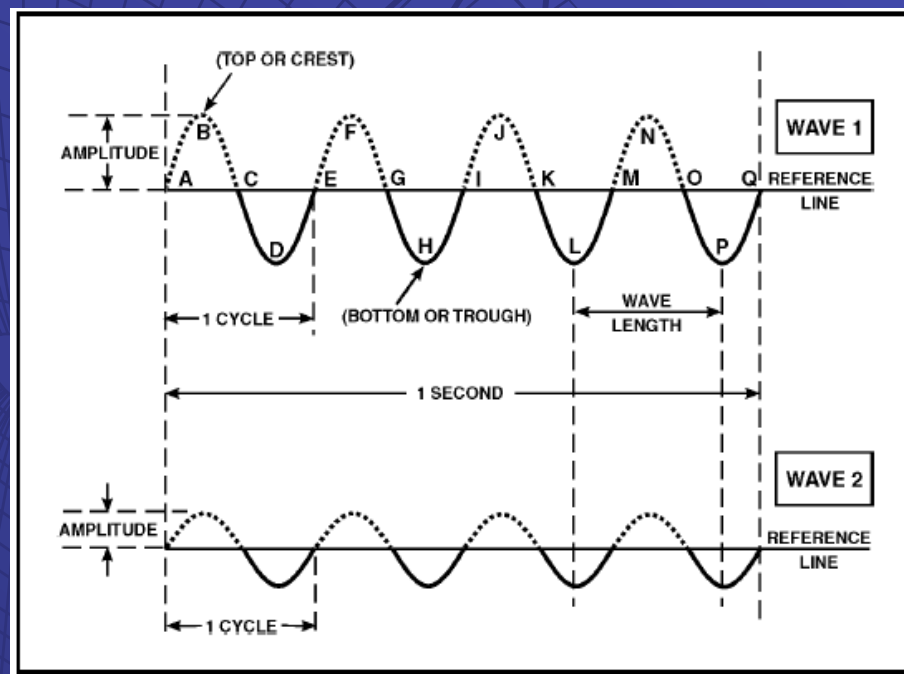 (TOP OR CREST)
WAVE 1
AMPLITUDE
B F J N
A C E G I K M O Q REFERENCE
LINE
D H L P
1 CYCLE
(BOTTOM OR TROUGH)
WAVE
LENGTH
1 SECOND
WAVE 2
AMPLITUDE
REFERENCE
LINE
1 CYCLE